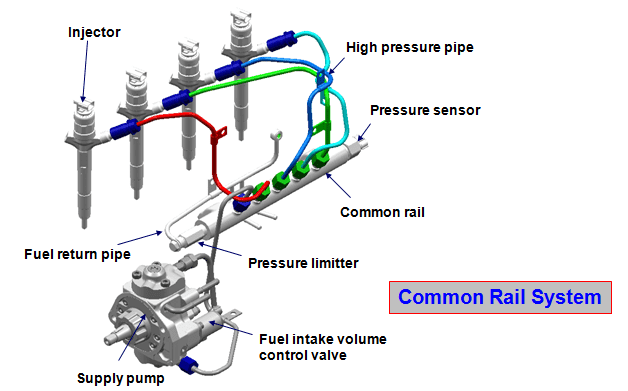 Injector
High pressure pipe
Pressure sensor
Common rail
Fuel return pipe
Pressure limitter
Common Rail System
Fuel intake volume
control valve
Supply pump